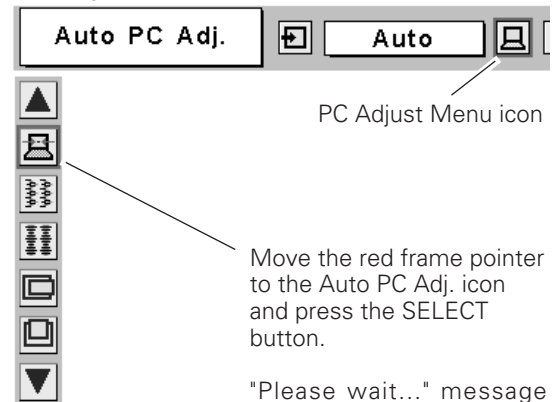 Auto PC Adj.
Auto
PC Adjust Menu icon
Move the red frame pointer
to the Auto PC Adj. icon
and press the SELECT
button.
"Please wait..." message